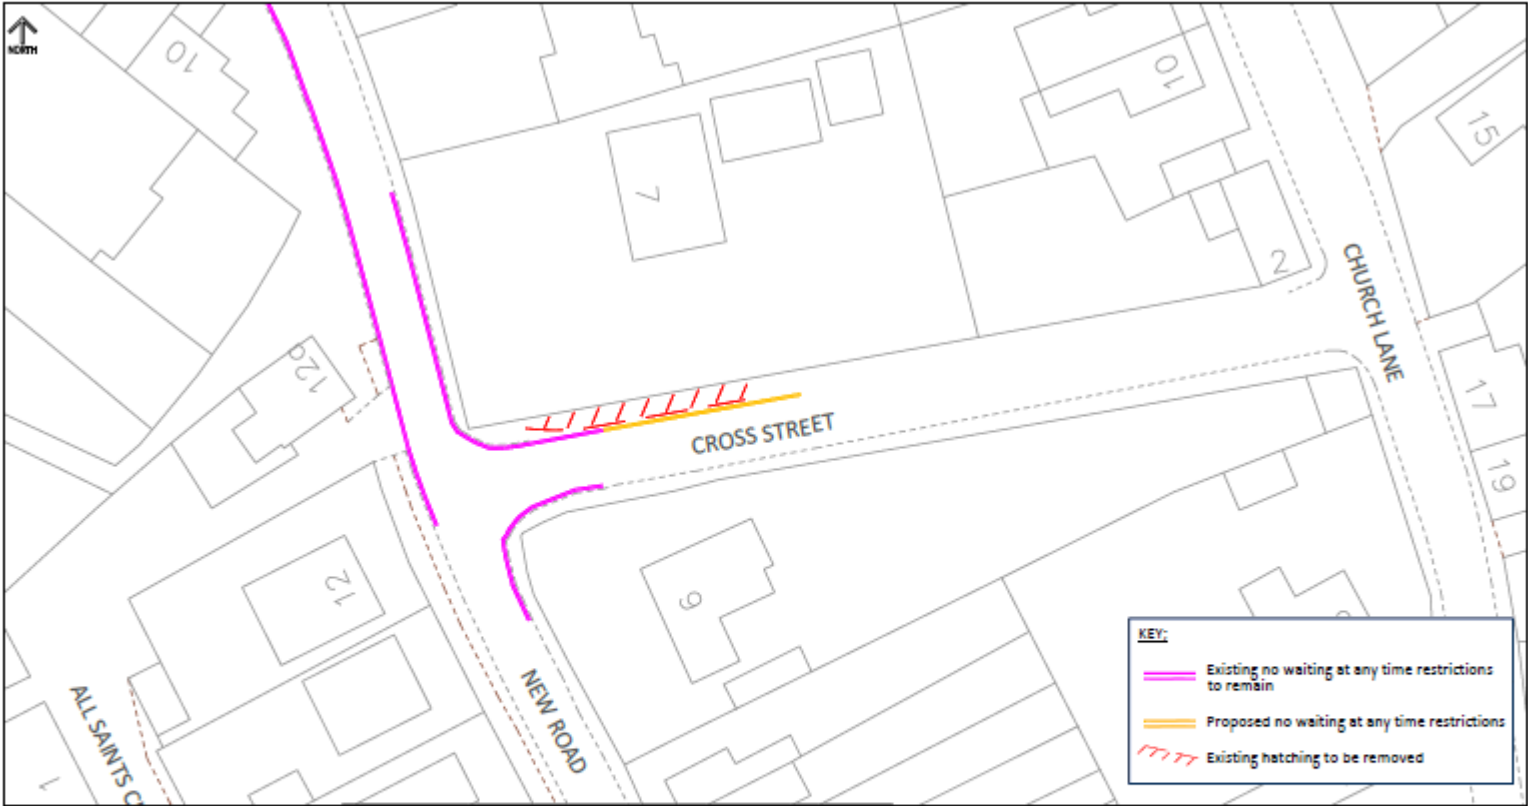 NORTH
10
10
15
7
2
CHURCH LANE
12a
17
CROSS STREET
19
12
9
KEY:
Existing no waiting at any time restrictions
to remain
Proposed no waiting at any time restrictions
Existing hatching to be removed
NEW ROAD
ALL SAINTS
1